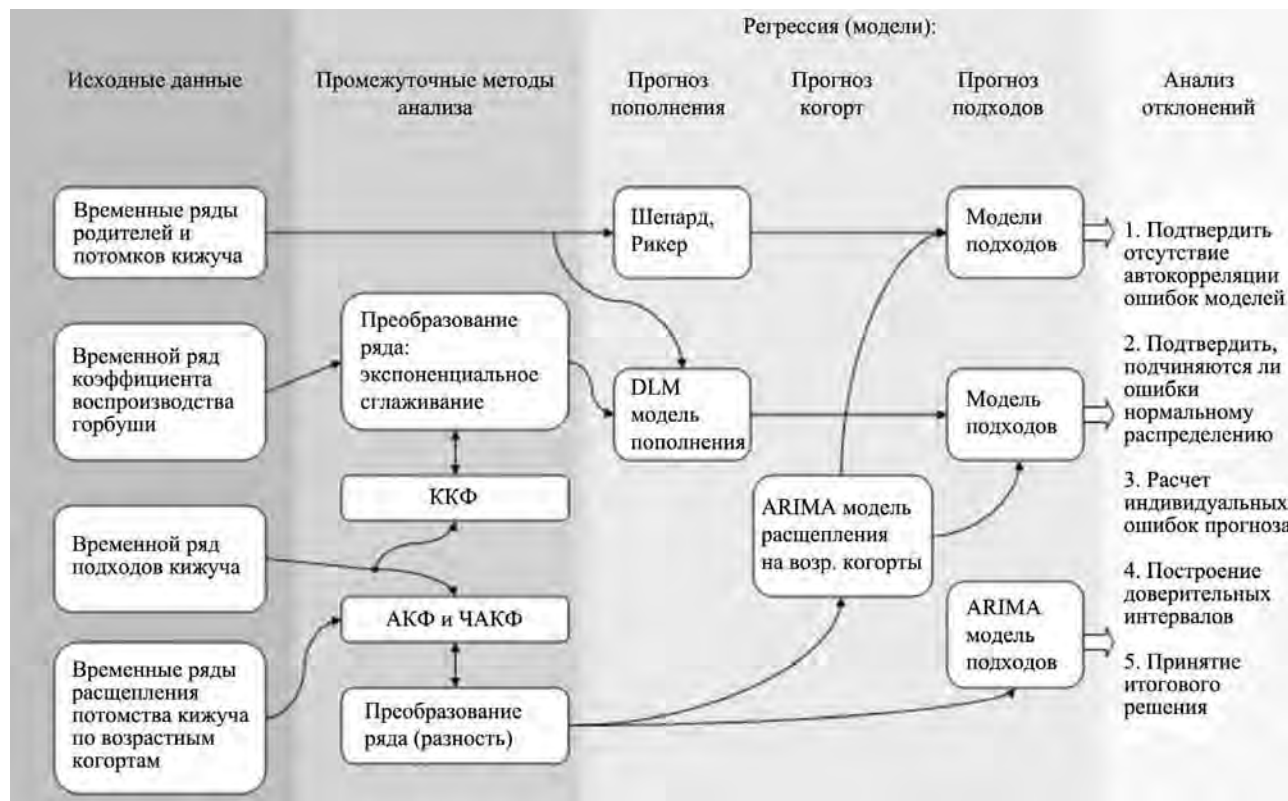 Регрессия (модели):
Исходные данные
Промежуточные методы
анализа
Прогноз
пополнения
Прогноз
когорт
Прогноз
подходов
Анализ
отклонений
Временные ряды
родителей и
потомков кижуча
Шепард,
Рикер
Модели
подходов
1. Подтвердить
отсутствие
автокорреляции
ошибок моделей
Временной ряд
коэффициента
воспроизводства
горбуши
Преобразование
ряда:
экспоненциальное
сглаживание
DLM
модель
пополнения
Модель
подходов
2. Подтвердить,
подчиняются ли
ошибки
нормальному
распределению
ККФ
ARIMA модель
расщепления
на возр. когорты
3. Расчет
индивидуальных
ошибок прогноза
Временной ряд
подходов кижуча
АКФ и ЧАКФ
ARIMA
модель
подходов
4. Построение
доверительных
интервалов
Временные ряды
расщепления
потомства кижуча
по возрастным
когортам
Преобразование
ряда (разность)
5. Принятие
итогового
решения